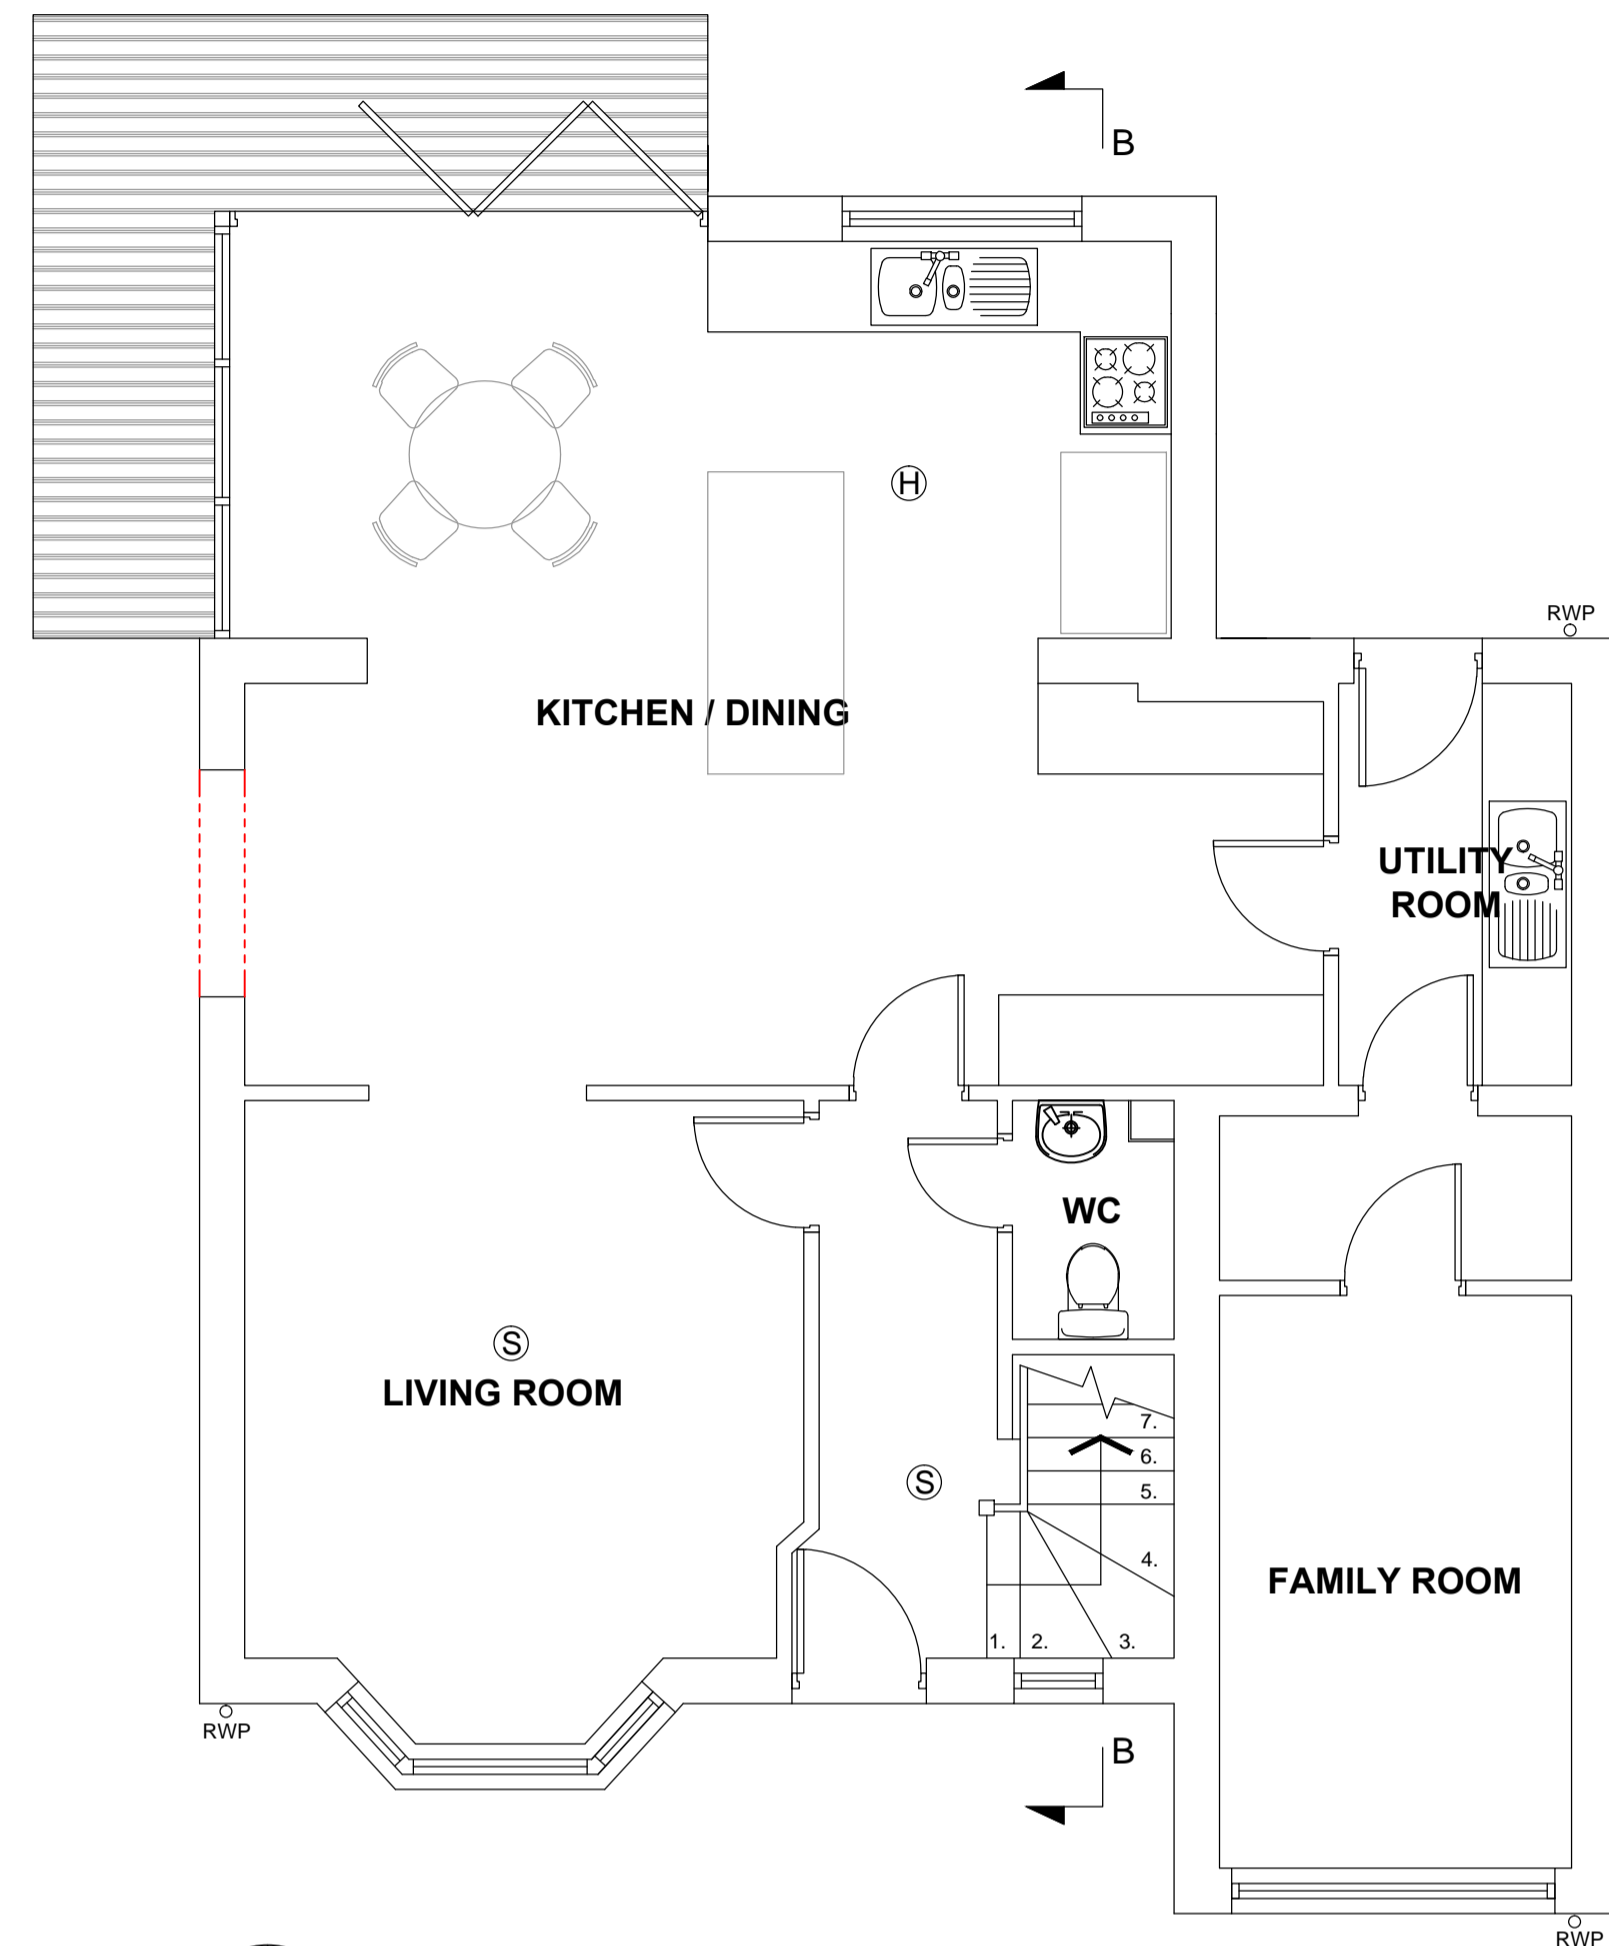 B
H
RWP
KITCHEN / DINING
UTILITY
ROOM
WC
S
LIVING ROOM
7.
6.
S
5.
4.
FAMILY ROOM
1. 2. 3.
RWP
B
RWP